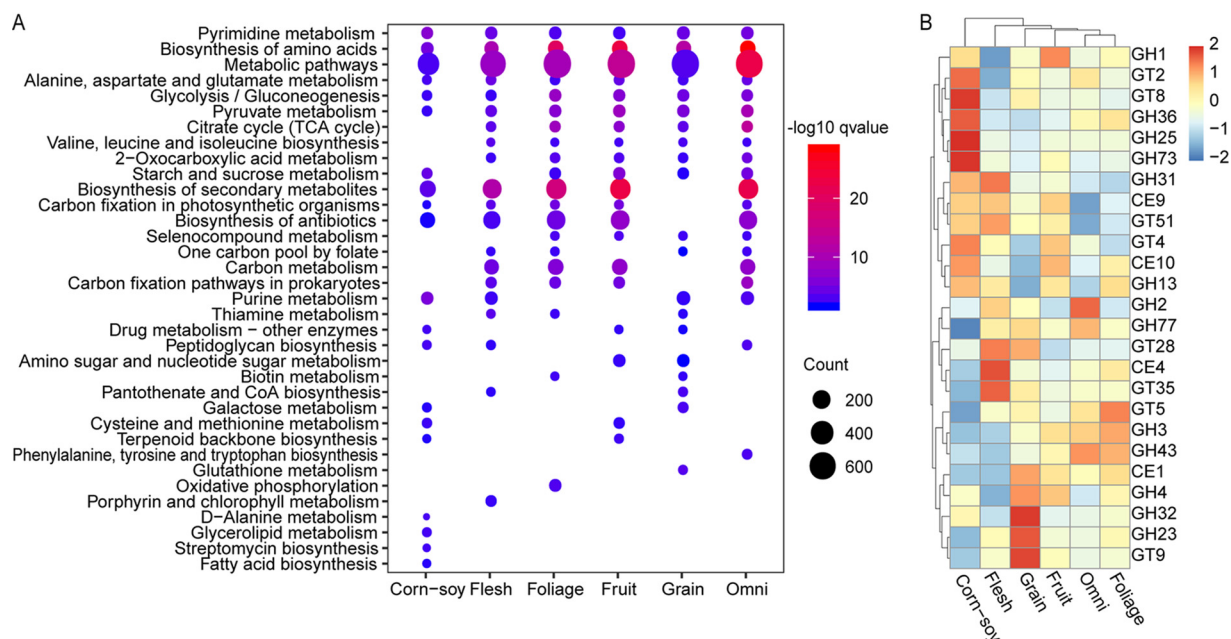 A
Pyrimidine metabolism
Biosynthesis of amino acids
Metabolic pathways
Alanine, aspartate and glutamate metabolism
Glycolysis / Gluconeogenesis
Pyruvate metabolism
Citrate cycle (TCA cycle)
Valine, leucine and isoleucine biosynthesis
2−Oxocarboxylic acid metabolism
Starch and sucrose metabolism
Biosynthesis of secondary metabolites
Carbon fixation in photosynthetic organisms
Biosynthesis of antibiotics
Selenocompound metabolism
One carbon pool by folate
Carbon metabolism
Carbon fixation pathways in prokaryotes
Purine metabolism
Thiamine metabolism
Drug metabolism − other enzymes
Peptidoglycan biosynthesis
Amino sugar and nucleotide sugar metabolism
Biotin metabolism
Pantothenate and CoA biosynthesis
Galactose metabolism
Cysteine and methionine metabolism
Terpenoid backbone biosynthesis
Phenylalanine, tyrosine and tryptophan biosynthesis
Glutathione metabolism
Oxidative phosphorylation
Porphyrin and chlorophyll metabolism
D−Alanine metabolism
Glycerolipid metabolism
Streptomycin biosynthesis
Fatty acid biosynthesis
Corn−soy Flesh Foliage Fruit Grain Omni
-log10 qvalue
20
10
Count
200
400
600
B
GH1
GT2
GT8
GH36
GH25
GH73
GH31
CE9
GT51
GT4
CE10
GH13
GH2
GH77
GT28
CE4
GT35
GT5
GH3
GH43
CE1
GH4
GH32
GH23
GT9
Corn−soy Flesh Grain Fruit Omni Foliage
2
1
0
−1
−2